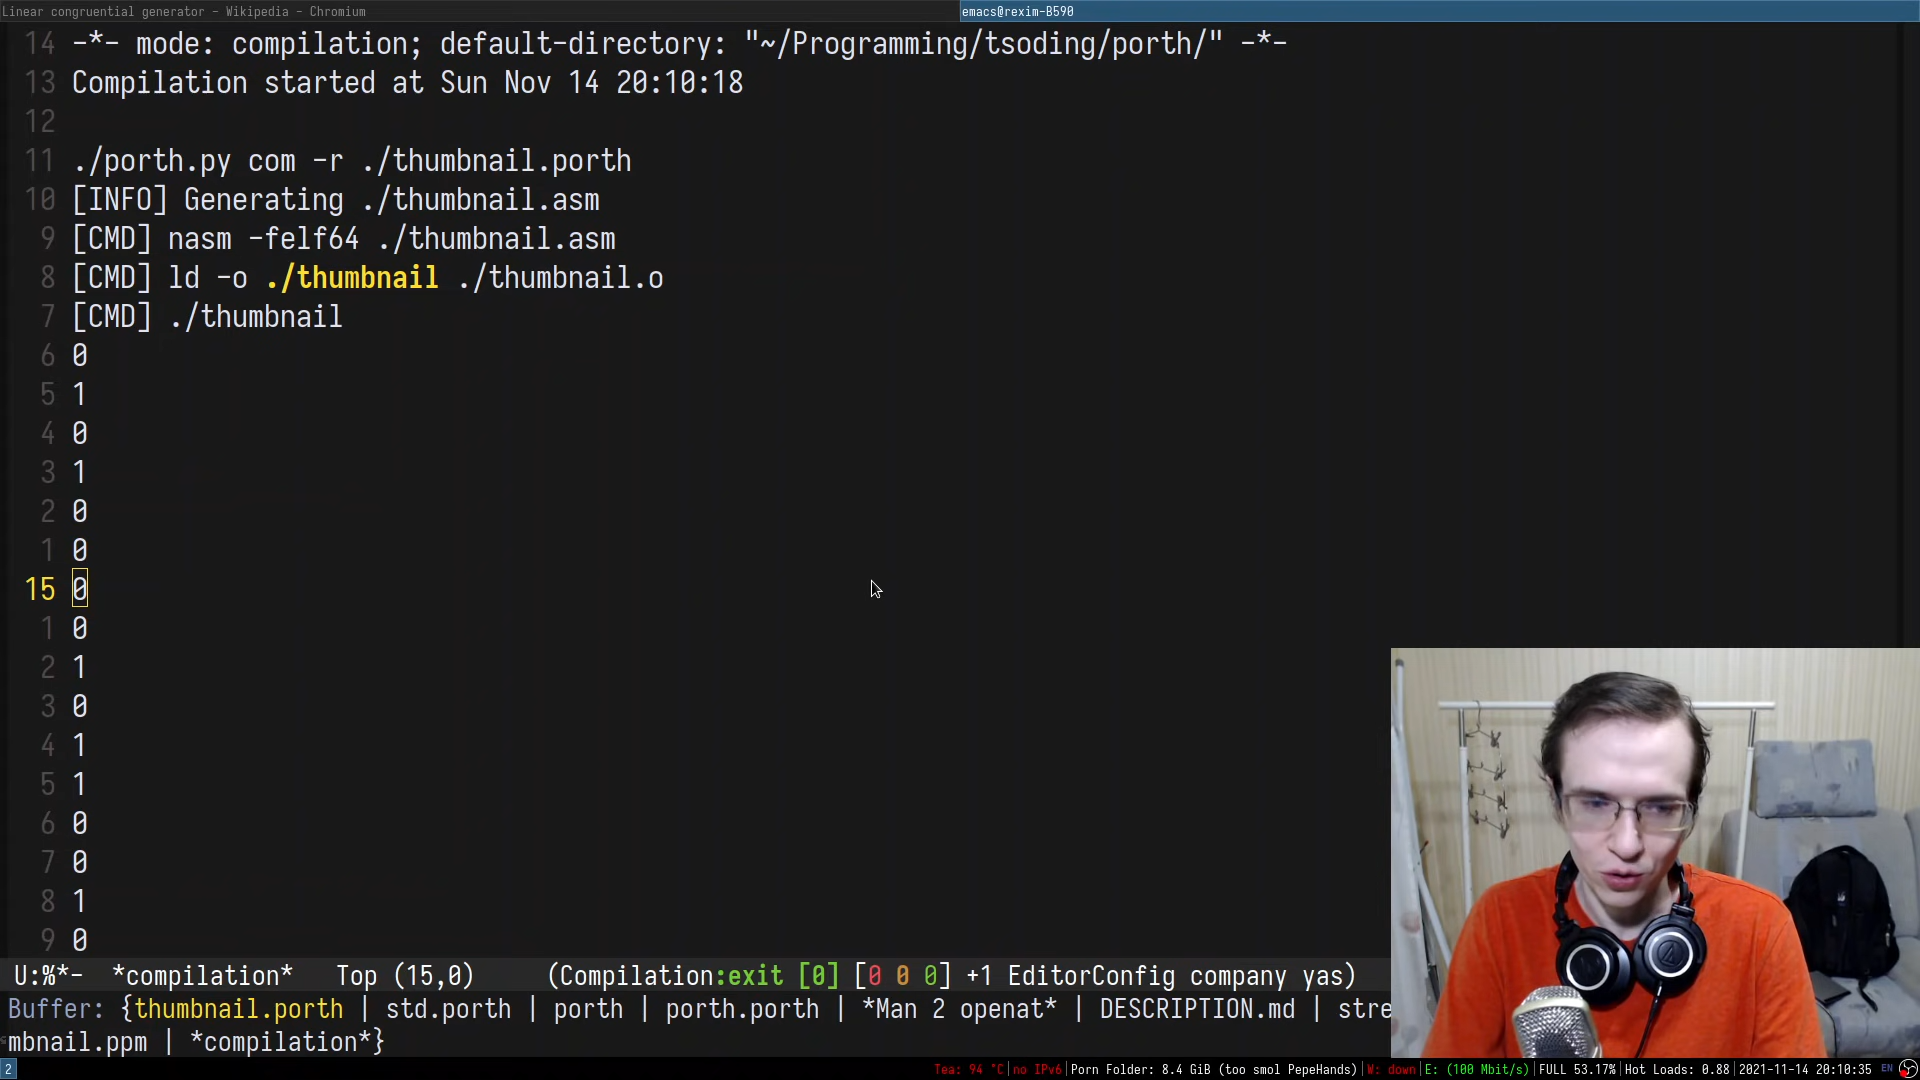 Linear congruential generator - Wikipedia - Chromium
emacs@rexim-B590
14 -*- mode: compilation; default-directory: "~/Programming/tsoding/porth/" -*-
13 Compilation started at Sun Nov 14 20:10:18
12
11 ./porth.py com -r ./thumbnail.porth
10 [INFO] Generating ./thumbnail.asm
9 [CMD] nasm -felf64 ./thumbnail.asm
8 [CMD] ld -o ./thumbnail ./thumbnail.o
7 [CMD] ./thumbnail
6 0
5 1
4 0
3 1
2 0
1 0
15 0
1 0
2 1
3 0
4 1
5 1
6 0
7 0
8 1
9 0
U:%*- *compilation* Top (15,0) (Compilation:exit [0] [0 0 0] +1 EditorConfig company yas)
Buffer: {thumbnail.porth | std.porth | porth | porth.porth | *Man 2 openat* | DESCRIPTION.md | stre
mbnail.ppm | *compilation*}
2 Tea: 94 °C|no IPv6|Porn Folder: 8.4 GiB (too smol PepeHands)|W: down|E: (100 Mbit/s)|FULL 53.17%|Hot Loads: 0.88|2021-11-14 20:10:35 EN